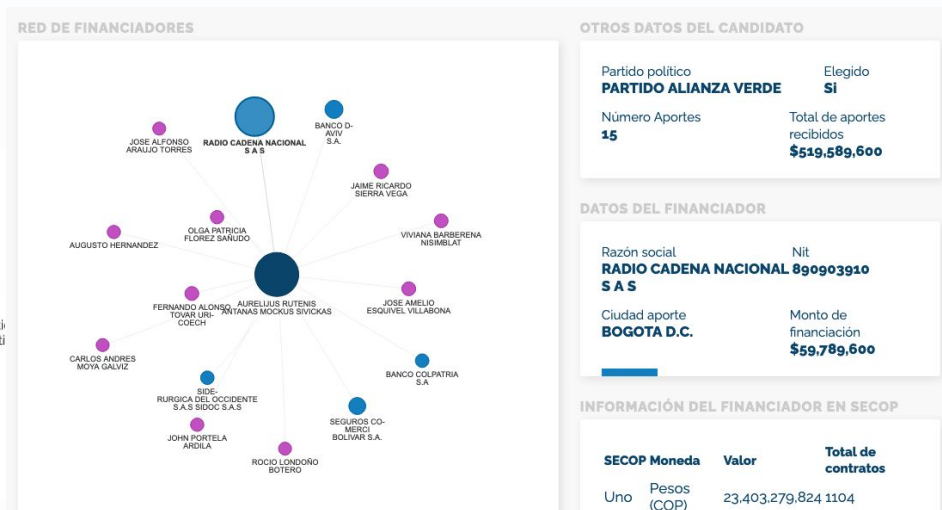 RED DE FINANCIADORES
JOSE ALFONSO
ARAUJO TORRES
RADIO CADENA NACIONAL
S A S
BANCO D-
AVIV
S.A.
JAIME RICARDO
SIERRA VEGA
AUGUSTO HERNANDEZ
OLGA PATRICIA
FLOREZ SAÑUDO
VIVIANA BARBERENA
NISIMBLAT
FERNANDO ALONSO
TOVAR URI-
COECH
AURELIJUS RUTENIS
ANTANAS MOCKUS SIVICKAS
JOSE AMELIO
ESQUIVEL VILLABONA
CARLOS ANDRES
MOYA GALVIZ
SIDE-
RURGICA DEL OCCIDENTE
S.A.S SIDOC S.A.S
BANCO COLPATRIA
S.A
JOHN PORTELA
ARDILA
SEGUROS CO-
MERCI
BOLIVAR S.A.
ROCIO LONDOÑO
BOTERO
OTROS DATOS DEL CANDIDATO
Partido político
PARTIDO ALIANZA VERDE
Elegido
Si
Número Aportes
15
Total de aportes
recibidos
$519,589,600
DATOS DEL FINANCIADOR
Razón social
RADIO CADENA NACIONAL
S A S
Nit
890903910
Ciudad aporte
BOGOTA D.C.
Monto de
financiación
$59,789,600
INFORMACIÓN DEL FINANCIADOR EN SECOP
SECOP Moneda Valor Total de
contratos
Uno Pesos
(COP) 23,403,279,824 1104